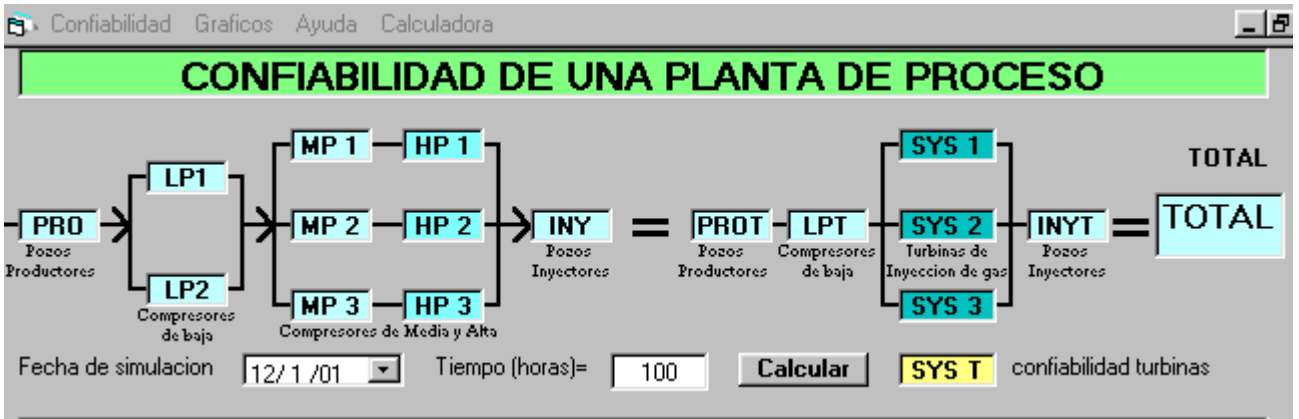 Confiabilidad Graficos Ayuda Calculadora
CONFIABILIDAD DE UNA PLANTA DE PROCESO
PRO
Pozos
Productores
LP1
LP2
Compresores
de baja
MP 1
HP 1
MP 2
HP 2
MP 3
HP 3
Compresores de Media y Alta
INY
Pozos
Inyectores
=
PROT
Pozos
Productores
LPT
Compresores
de baja
SYS 1
SYS 2
Turbinas de
Inyeccion de gas
SYS 3
INYT
Pozos
Inyectores
=
TOTAL
TOTAL
Fecha de simulacion 12/ 1 /01 Tiempo (horas)= 100 Calcular SYS T confiabilidad turbinas